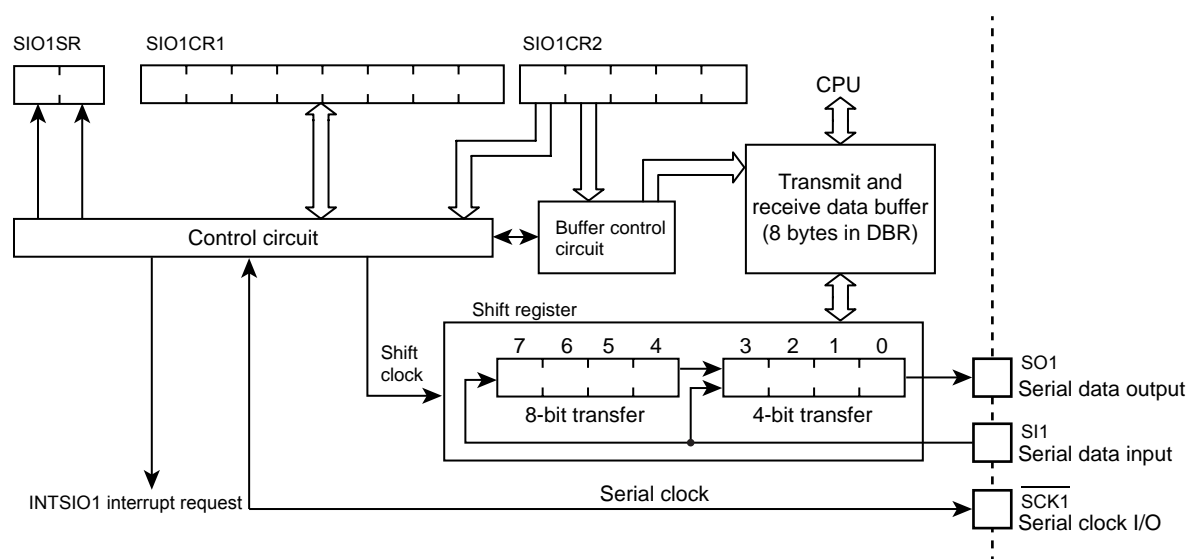 SIO1SR
SIO1CR1
SIO1CR2
CPU
Transmit and
receive data buffer
(8 bytes in DBR)
Control circuit
Buffer control
circuit
Shift register
7 6 5 4 3 2 1 0
Shift
clock
8-bit transfer
4-bit transfer
SO1
Serial data output
SI1
Serial data input
INTSIO1 interrupt request
Serial clock
SCK1
Serial clock I/O